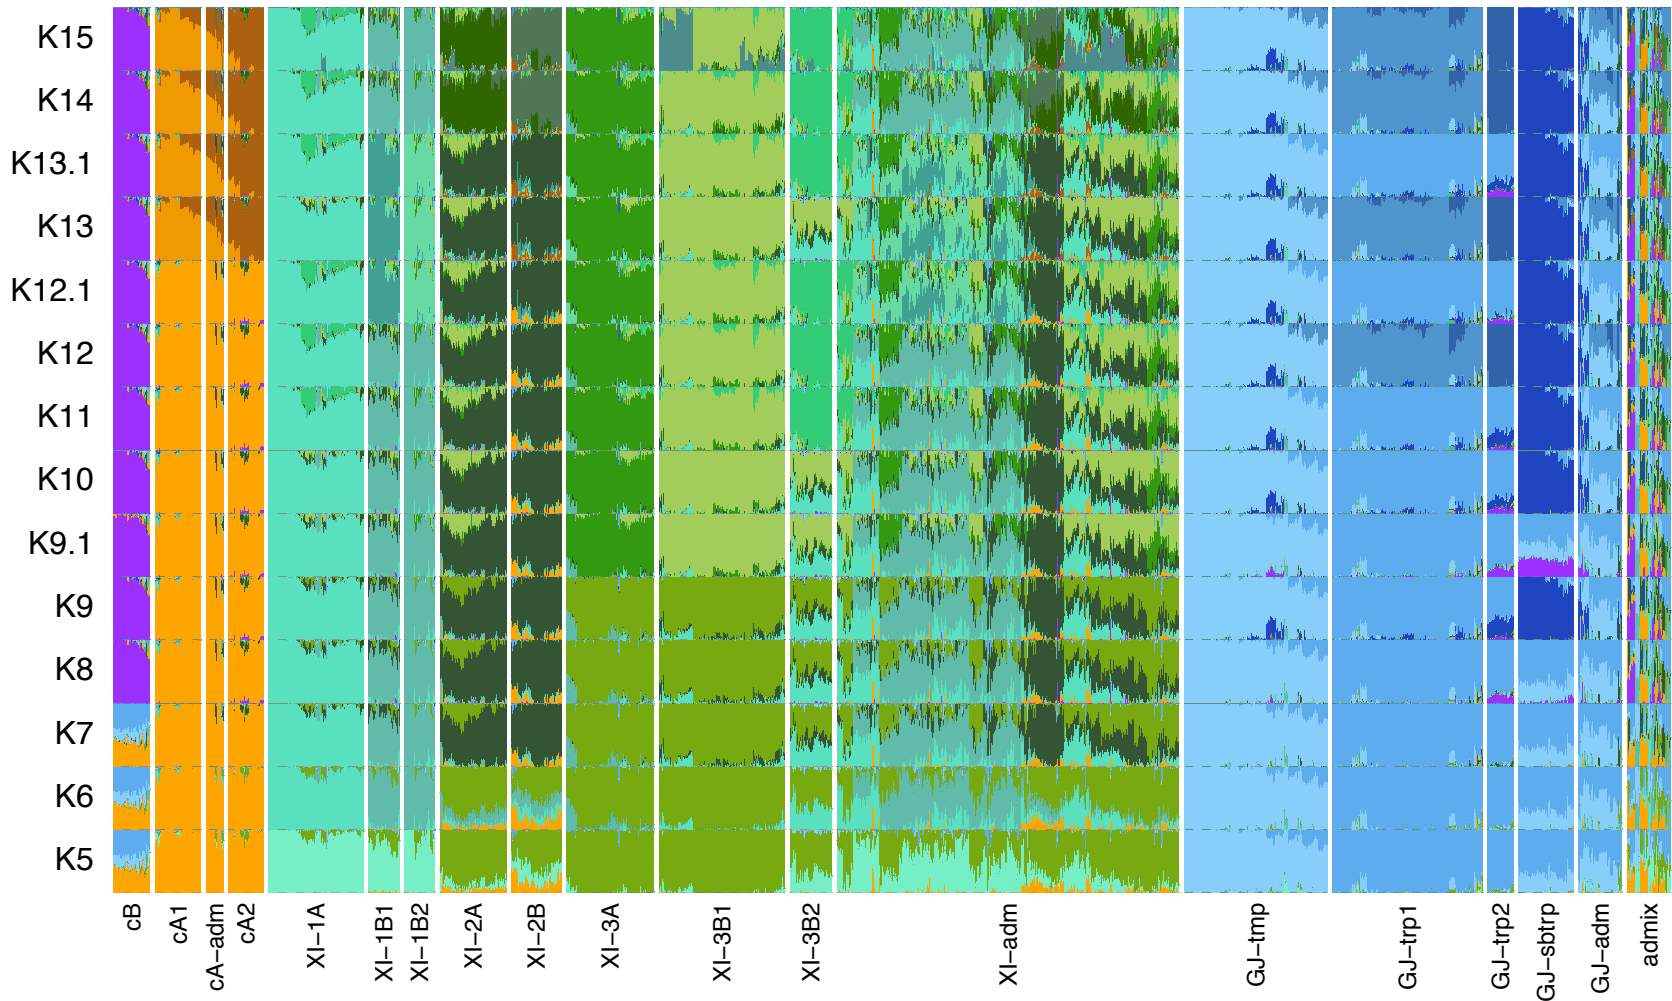 K15
K14
K13.1
K13
K12.1
K12
K11
K10
K9.1
K9
K8
K7
K6
K5
cB
cA1
cA−adm
cA2
XI−1A
XI−1B1
XI−1B2
XI−2A
XI−2B
XI−3A
XI−3B1
XI−3B2
XI−adm
GJ−tmp
GJ−trp1
GJ−trp2
GJ−sbtrp
GJ−adm
admix